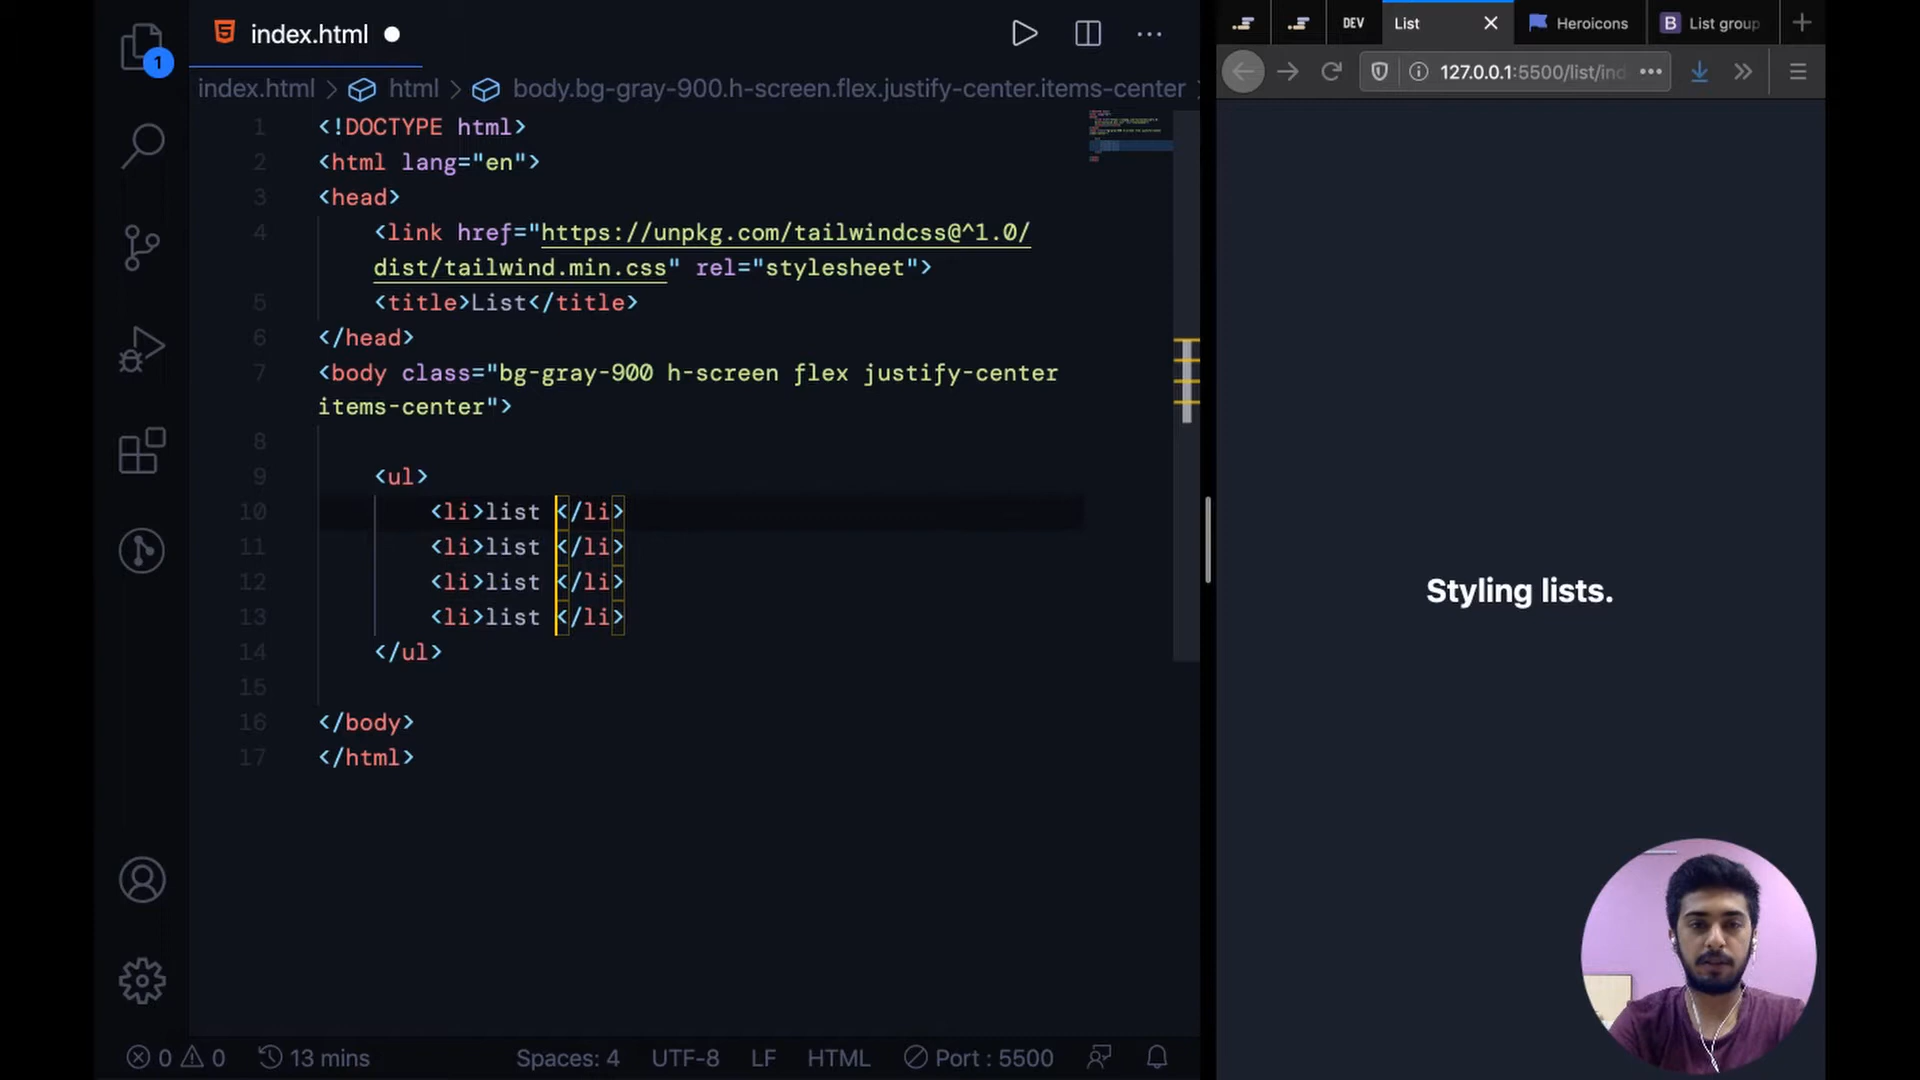 index.html
index.html > html > body.bg-gray-900.h-screen.flex.justify-center.items-center >
1
1 <!DOCTYPE html>
2 <html lang="en">
3 <head>
4 <link href="https://unpkg.com/tailwindcss@^1.0/
dist/tailwind.min.css" rel="stylesheet">
5 <title>List</title>
6 </head>
7 <body class="bg-gray-900 h-screen flex justify-center
items-center">
8
9 <ul>
10 <li>list </li>
11 <li>list </li>
12 <li>list </li>
13 <li>list </li>
14 </ul>
15
16 </body>
17 </html>
0 0 13 mins Spaces: 4 UTF-8 LF HTML Port : 5500
DEV List Heroicons B List group
127.0.0.1:5500/list/ind
Styling lists.